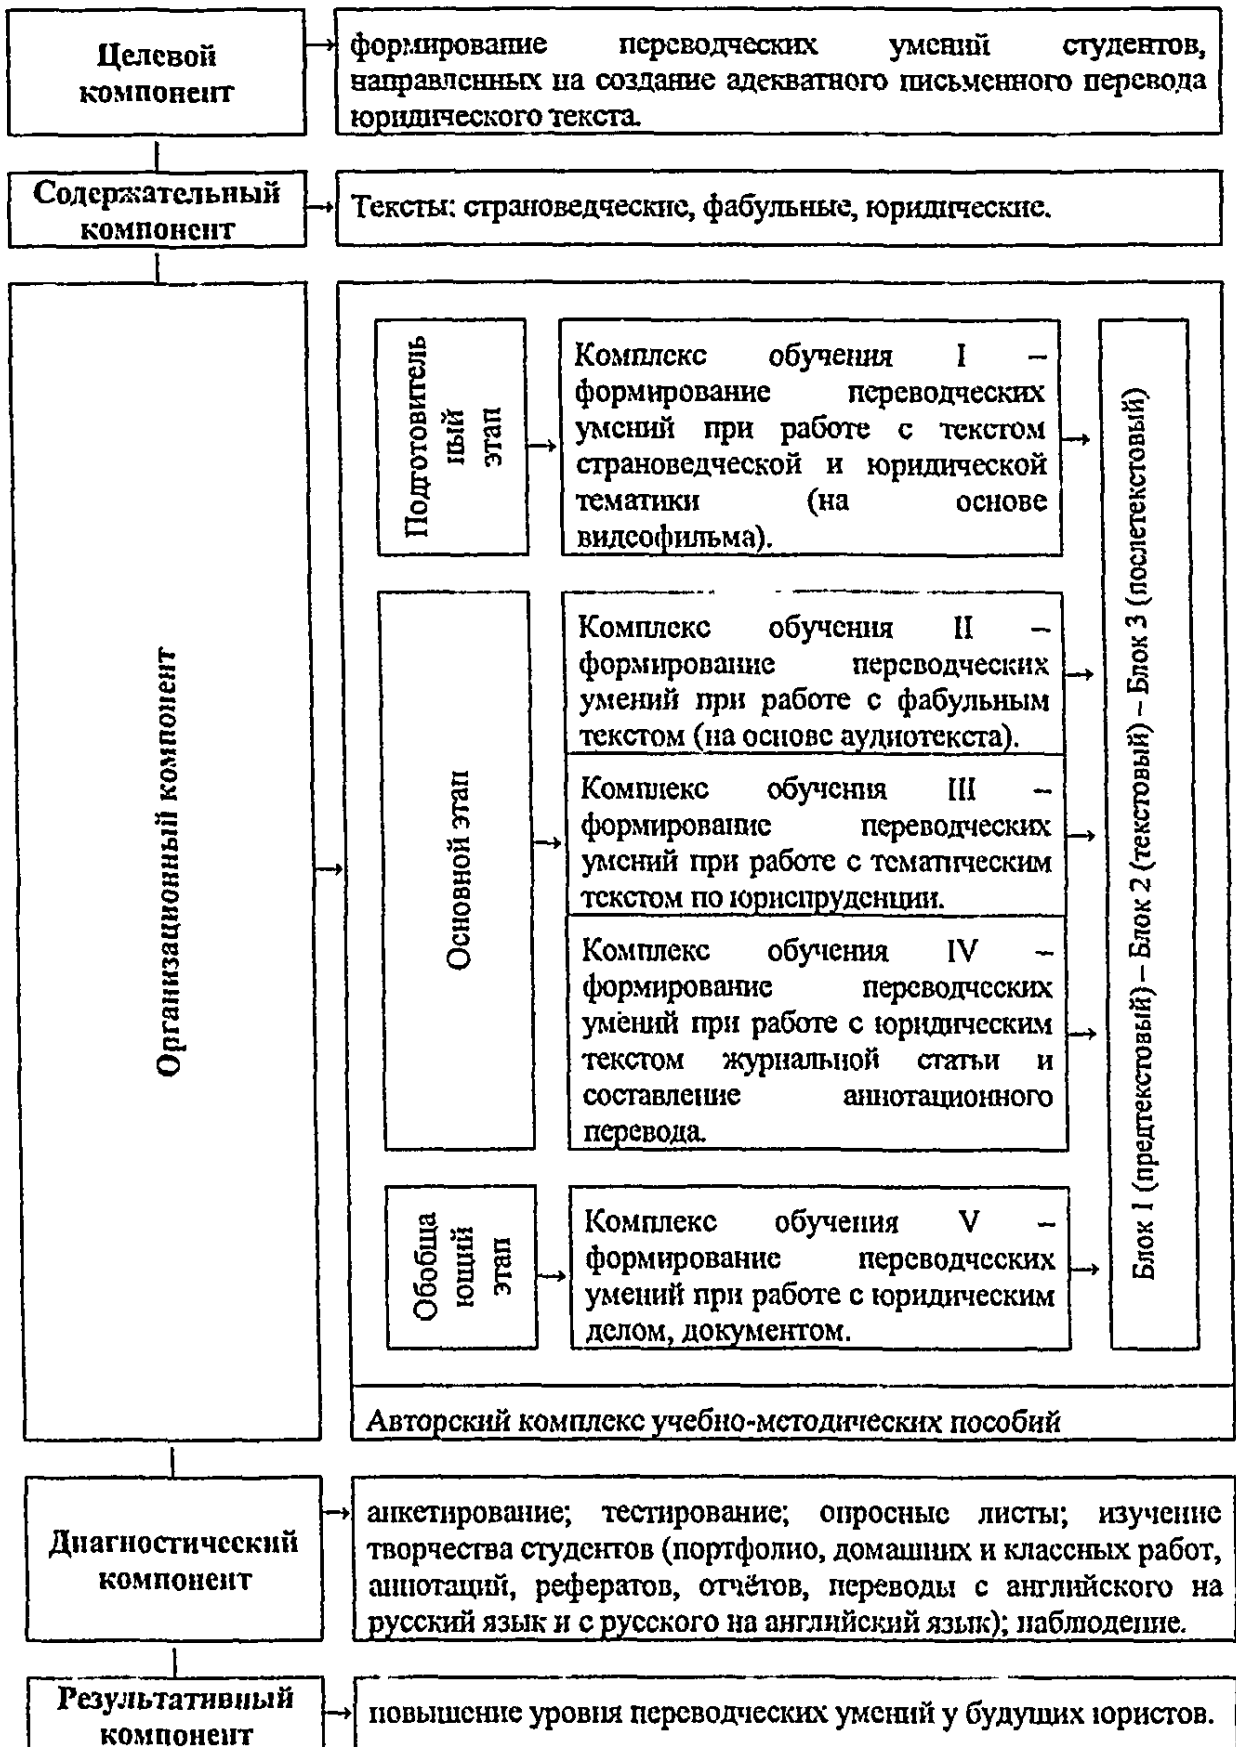 Целевой
компонент
формирование переводческих умений студентов,
направленных на создание адекватного письменного перевода
юридического текста.
Содержательный
компонент
Тексты: страноведческие, фабульные, юридические.
Организационный компонент
Подготовитель
ный
этап
Комплекс обучения I –
формирование переводческих
умений при работе с текстом
страноведческой и юридической
тематики (на основе
видеофильма).
Основной этап
Комплекс обучения II –
формирование переводческих
умений при работе с фабульным
текстом (на основе аудиотекста).
Комплекс обучения III –
формирование переводческих
умений при работе с тематическим
текстом по юриспруденции.
Комплекс обучения IV –
формирование переводческих
умений при работе с юридическим
текстом журнальной статьи и
составление аннотационного
перевода.
Обобща
ющий
этап
Комплекс обучения V –
формирование переводческих
умений при работе с юридическим
делом, документом.
Блок 1 (предтекстовый) – Блок 2 (текстовый) – Блок 3 (послетекстовый)
Авторский комплекс учебно-методических пособий
Диагностический
компонент
анкетирование; тестирование; опросные листы; изучение
творчества студентов (портфолио, домашних и классных работ,
аннотаций, рефератов, отчётов, переводы с английского на
русский язык и с русского на английский язык); наблюдение.
Результативный
компонент
повышение уровня переводческих умений у будущих юристов.